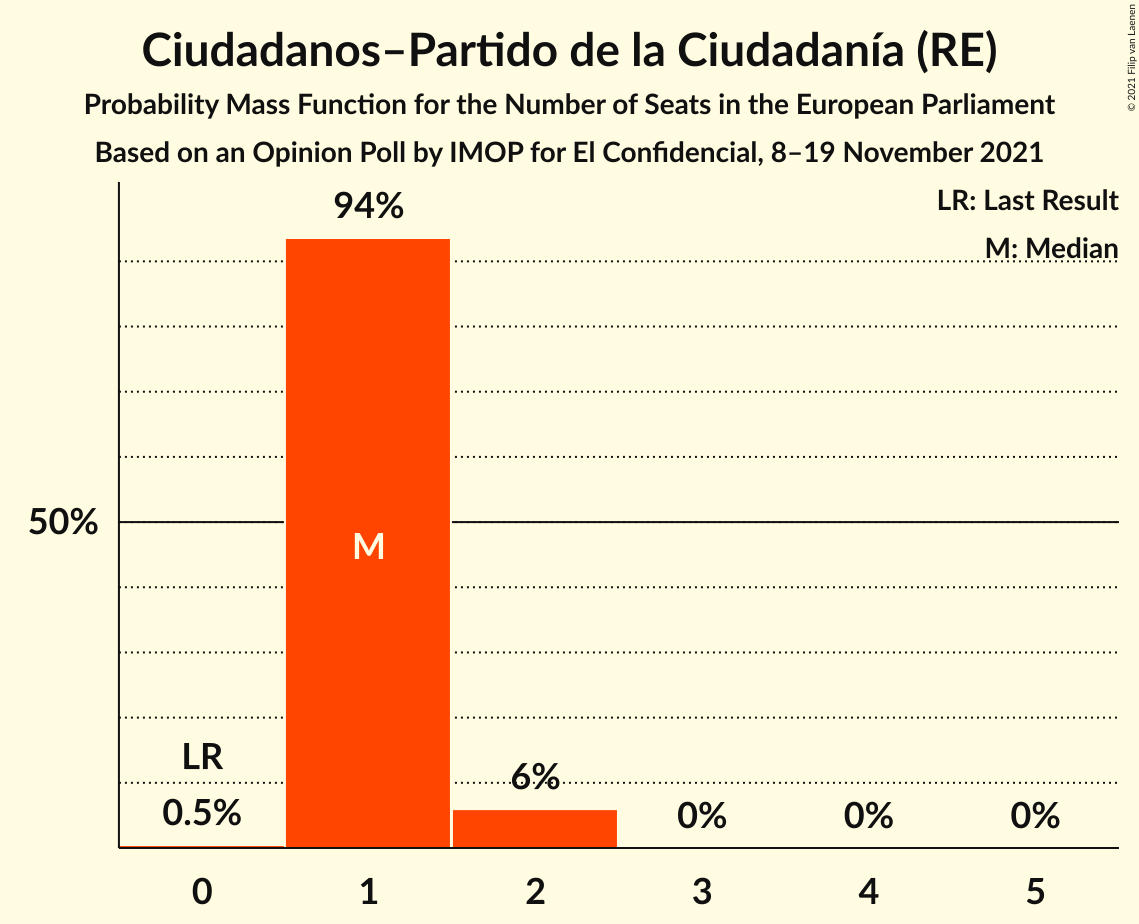 Ciudadanos–Partido de la Ciudadanía (RE)
Probability Mass Function for the Number of Seats in the European Parliament
Based on an Opinion Poll by IMOP for El Confidencial, 8–19 November 2021
© 2021 Filip van Laenen
LR: Last Result
M: Median
94%
50%
M
LR
0.5%
6%
0%
0%
0%
0
1
2
3
4
5